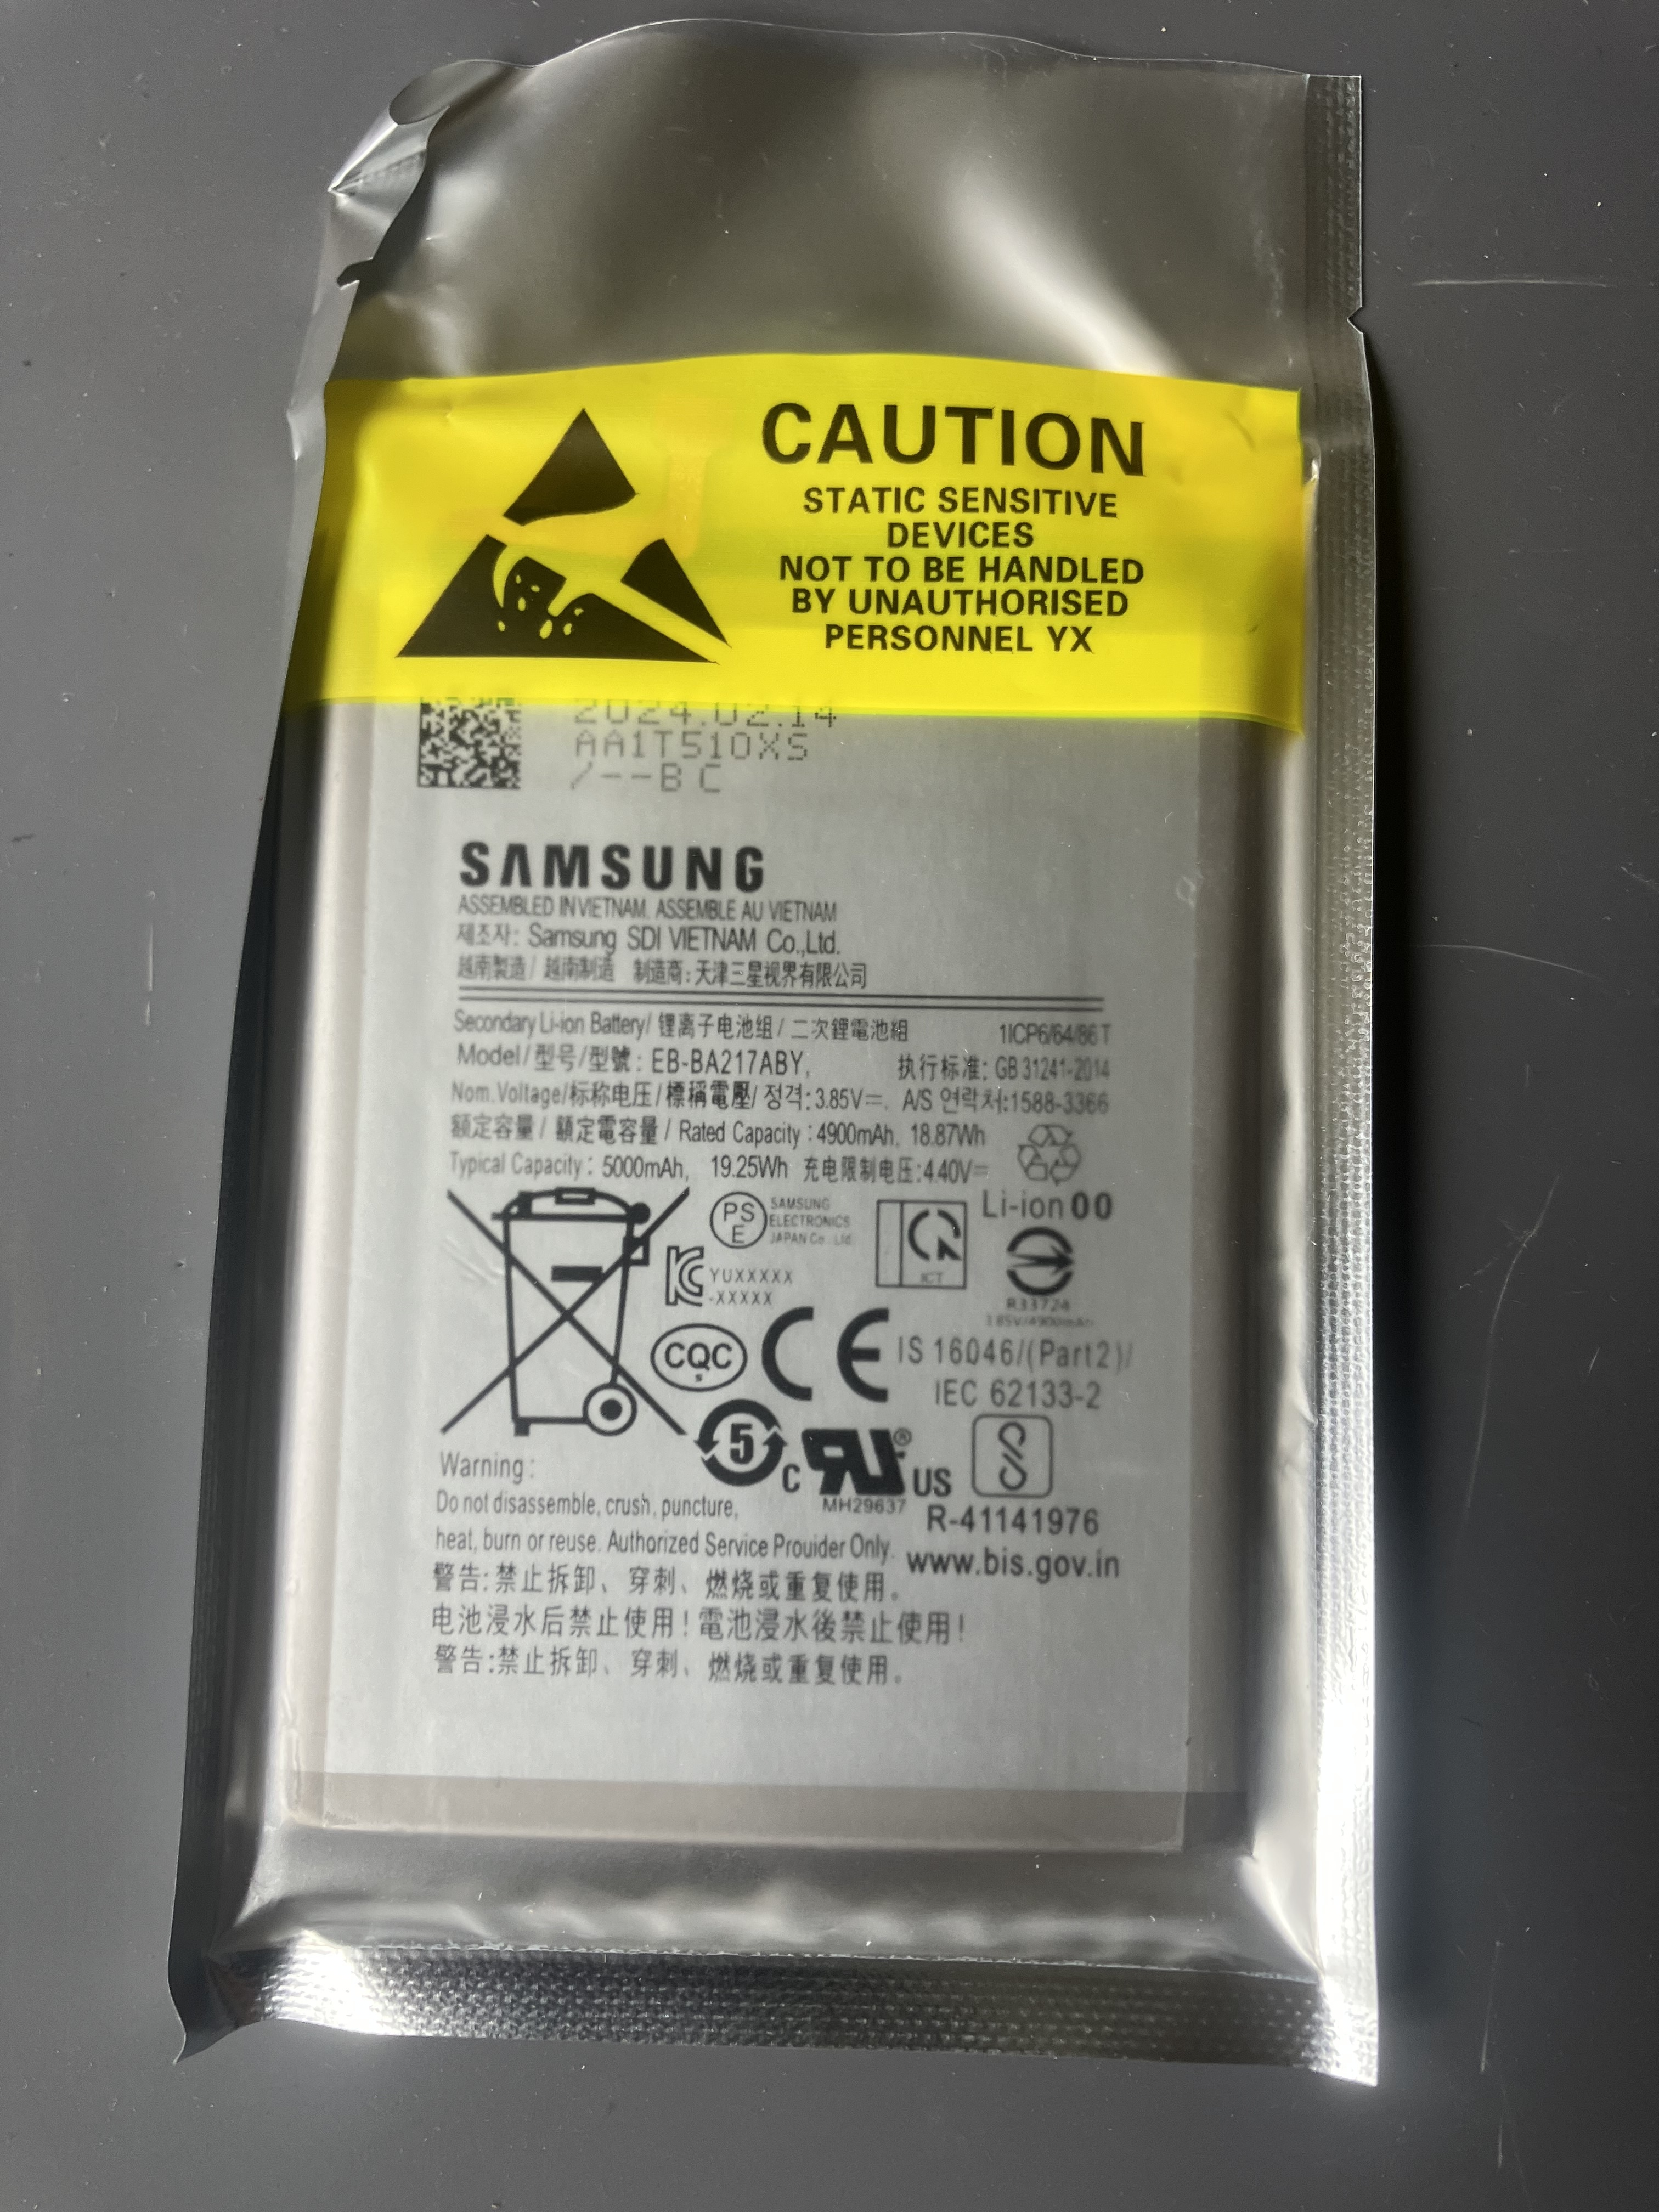 CAUTION
STATIC SENSITIVE
DEVICES
NOT TO BE HANDLED
BY UNAUTHORISED
PERSONNEL YX
2024.02.14
AA1T510XS
/--BC
SAMSUNG
ASSEMBLED IN VIETNAM. ASSEMBLE AU VIETNAM
제조자: Samsung SDI VIETNAM Co.,Ltd.
越南製造/ 越南制造 制造商:天津三星视界有限公司
Secondary Li-ion Battery/ 锂离子电池组/ 二次鋰電池組 1ICP6/64/86 T
Model/型号/型號: EB-BA217ABY, 执行标准: GB 31241-2014
Nom.Voltage/标称电压/標稱電壓/ 정격:3.85V⎓, A/S 연락처:1588-3366
额定容量/ 額定電容量 / Rated Capacity : 4900mAh, 18.87Wh
Typical Capacity: 5000mAh, 19.25Wh 充电限制电压:4.40V⎓
Li-ion 00
PS
E
SAMSUNG
ELECTRONICS
JAPAN Co., Ltd.
ICT
YUXXXXX
-XXXXX
R33724
3.85V/4900mAh
CQC
s
CE
IS 16046/(Part2)/
IEC 62133-2
5
c RU ® US
MH29637
R-41141976
www.bis.gov.in
Warning:
Do not disassemble, crush, puncture,
heat, burn or reuse. Authorized Service Prouider Only.
警告:禁止拆卸、穿刺、燃烧或重复使用。
电池浸水后禁止使用!電池浸水後禁止使用!
警告:禁止拆卸、穿刺、燃烧或重复使用。